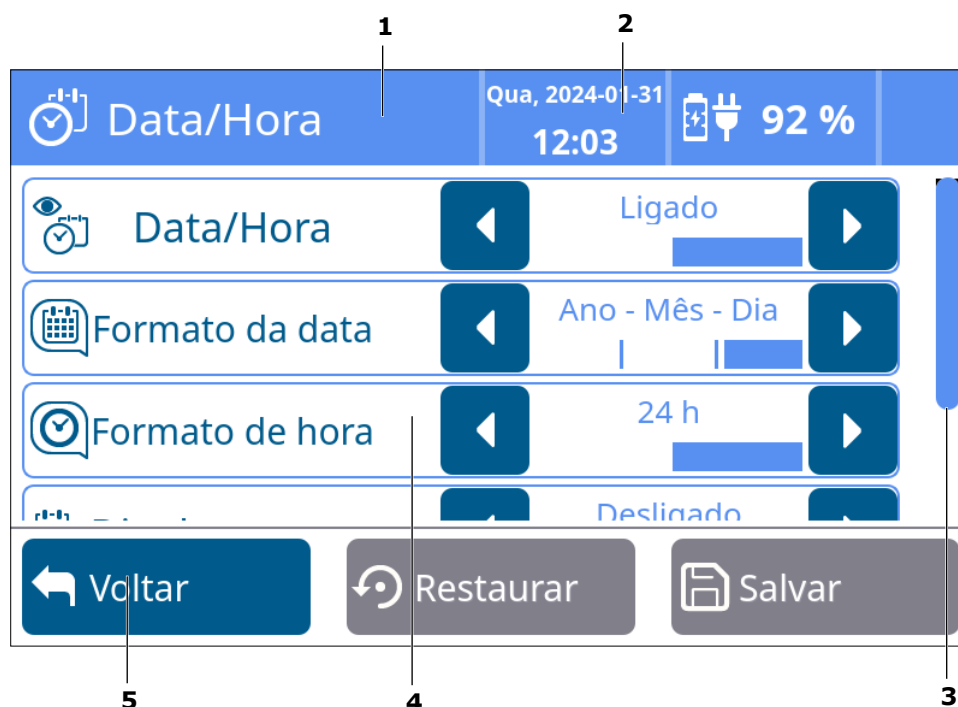 1
2
Data/Hora
Qua, 2024-01-31
12:03
92 %
Data/Hora
Ligado
Formato da data
Ano - Mês - Dia
Formato de hora
24 h
Desligado
Voltar
Restaurar
Salvar
5
4
3